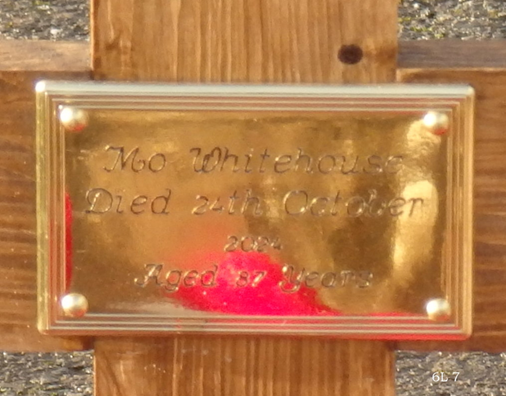 Mo Whitehouse
Died 24th October
2004
Aged 87 Years
6L 7